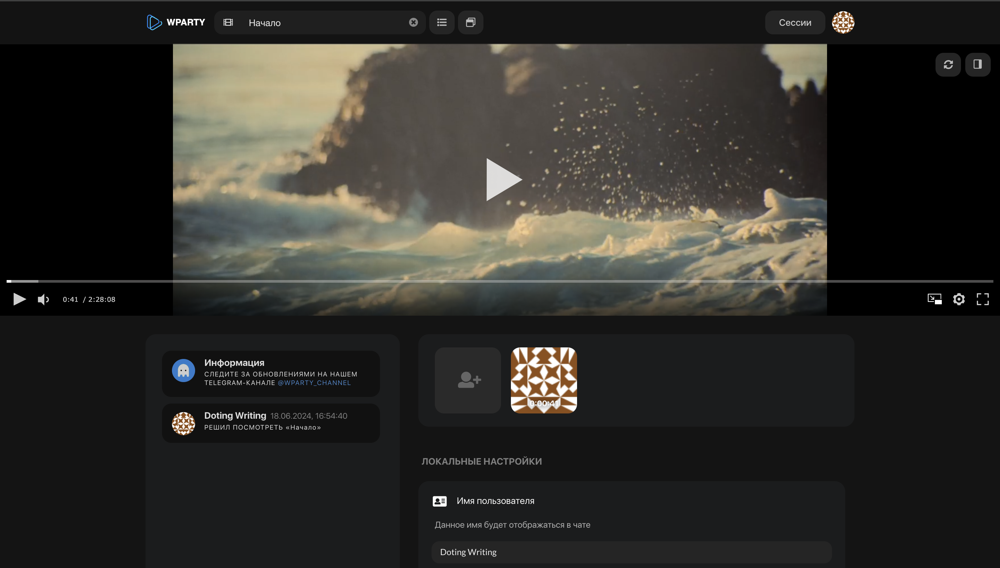 WPARTY
Начало
Сессии
0:41 / 2:28:08
Информация
СЛЕДИТЕ ЗА ОБНОВЛЕНИЯМИ НА НАШЕМ
TELEGRAM-КАНАЛЕ @WPARTY_CHANNEL
Doting Writing 18.06.2024, 16:54:40
РЕШИЛ ПОСМОТРЕТЬ «Начало»
0:00:41
ЛОКАЛЬНЫЕ НАСТРОЙКИ
Имя пользователя
Данное имя будет отображаться в чате
Doting Writing